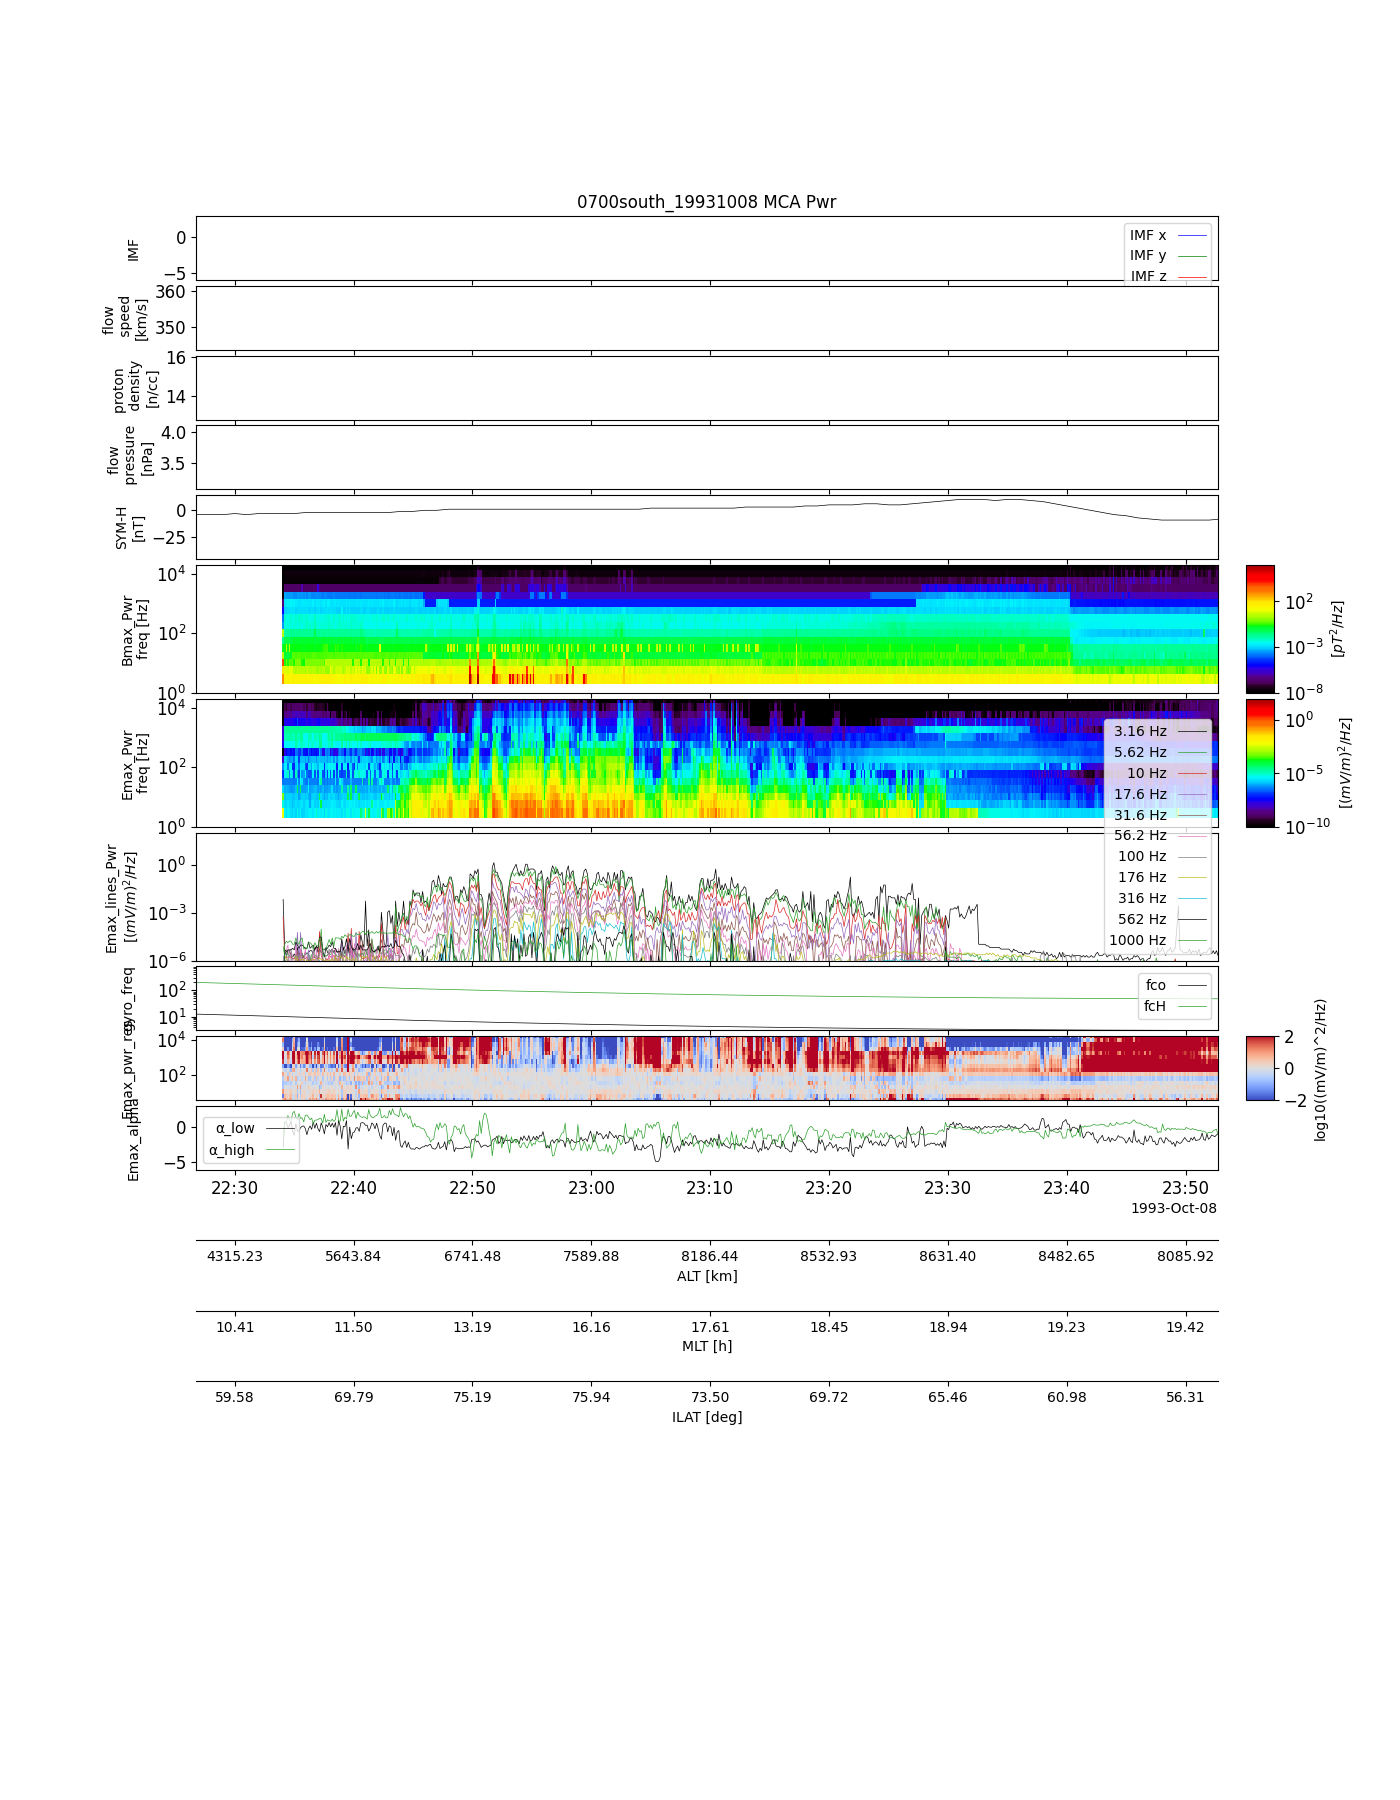 0700south_19931008 MCA Pwr
IMF
0
−5
IMF x
IMF y
IMF z
flow
speed
[km/s]
360
350
proton
density
[n/cc]
16
14
flow
pressure
[nPa]
4.0
3.5
SYM-H
[nT]
0
−25
Bmax_Pwr
freq [Hz]
10^4
10^2
10^0
10^2
10^−3
10^−8
[pT^2/Hz]
Emax_Pwr
freq [Hz]
10^4
10^2
10^0
10^0
10^−5
10^−10
[(mV/m)^2/Hz]
3.16 Hz
5.62 Hz
10 Hz
17.6 Hz
31.6 Hz
56.2 Hz
100 Hz
176 Hz
316 Hz
562 Hz
1000 Hz
Emax_lines_Pwr
[(mV/m)^2/Hz]
10^0
10^−3
10^−6
gyro_freq
10^2
10^1
fco
fcH
Emax_pwr_reg
10^4
10^2
2
0
−2
log10((mV/m)^2/Hz)
Emax_alpha
0
−5
α_low
α_high
22:30 22:40 22:50 23:00 23:10 23:20 23:30 23:40 23:50
1993-Oct-08
4315.23 5643.84 6741.48 7589.88 8186.44 8532.93 8631.40 8482.65 8085.92
ALT [km]
10.41 11.50 13.19 16.16 17.61 18.45 18.94 19.23 19.42
MLT [h]
59.58 69.79 75.19 75.94 73.50 69.72 65.46 60.98 56.31
ILAT [deg]